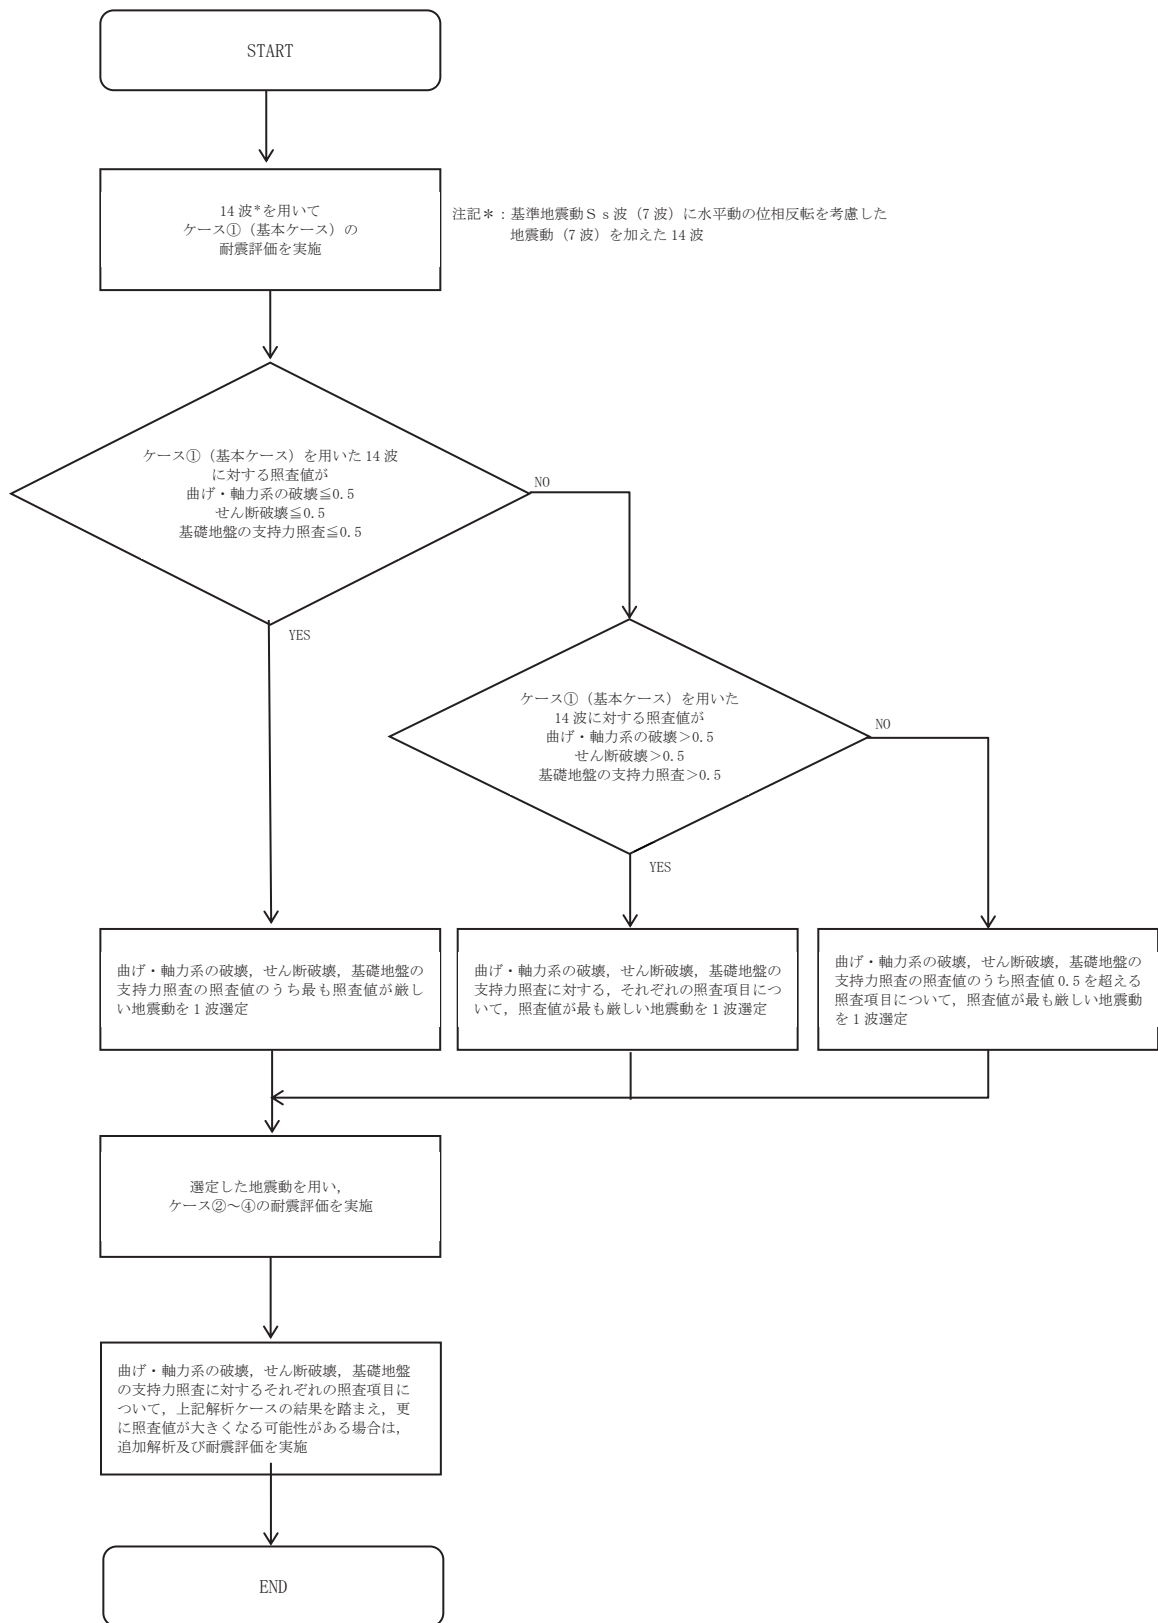 START
14 波*を用いて
ケース①（基本ケース）の
耐震評価を実施
注記＊：基準地震動Ｓｓ波（7 波）に水平動の位相反転を考慮した
地震動（7 波）を加えた 14 波
ケース①（基本ケース）を用いた 14 波
に対する照査値が
曲げ・軸力系の破壊≦0.5
せん断破壊≦0.5
基礎地盤の支持力照査≦0.5
NO
YES
ケース①（基本ケース）を用いた
14 波に対する照査値が
曲げ・軸力系の破壊＞0.5
せん断破壊＞0.5
基礎地盤の支持力照査＞0.5
NO
YES
曲げ・軸力系の破壊，せん断破壊，基礎地盤の
支持力照査の照査値のうち最も照査値が厳し
い地震動を 1 波選定
曲げ・軸力系の破壊，せん断破壊，基礎地盤の
支持力照査に対する，それぞれの照査項目につ
いて，照査値が最も厳しい地震動を 1 波選定
曲げ・軸力系の破壊，せん断破壊，基礎地盤の
支持力照査の照査値のうち照査値 0.5 を超える
照査項目について，照査値が最も厳しい地震動
を 1 波選定
選定した地震動を用い，
ケース②～④の耐震評価を実施
曲げ・軸力系の破壊，せん断破壊，基礎地盤
の支持力照査に対するそれぞれの照査項目に
ついて，上記解析ケースの結果を踏まえ，更
に照査値が大きくなる可能性がある場合は，
追加解析及び耐震評価を実施
END